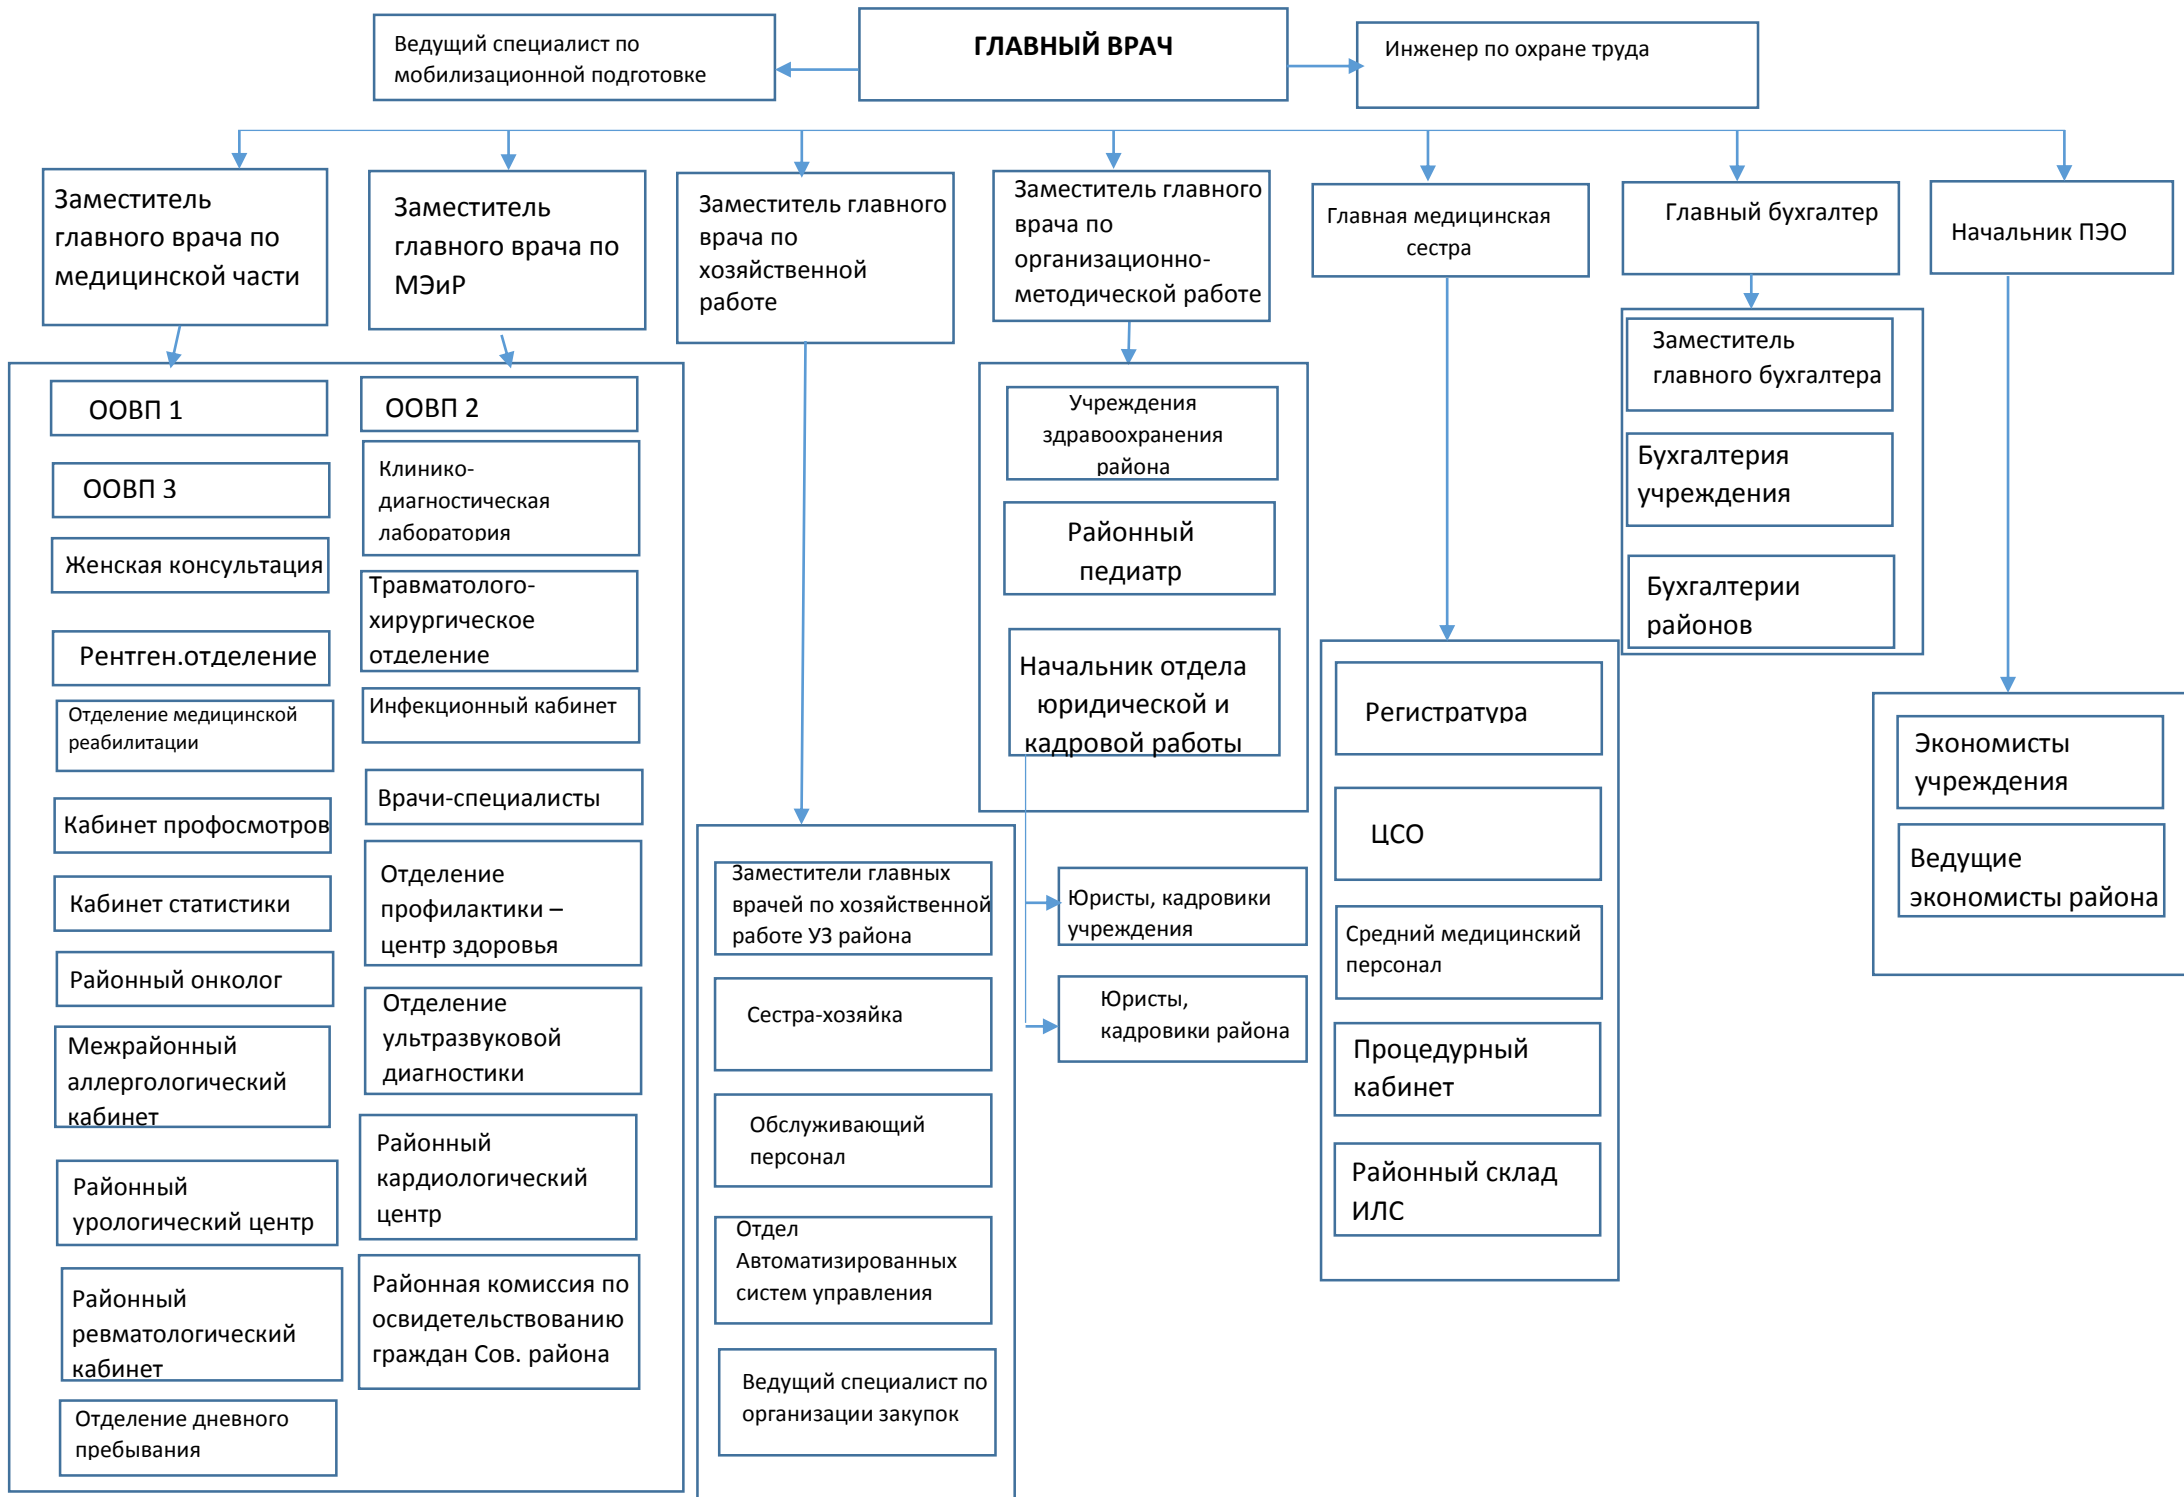 Ведущий специалист по
мобилизационной подготовке
ГЛАВНЫЙ ВРАЧ
Инженер по охране труда
Заместитель
главного врача по
медицинской части
Заместитель
главного врача по
МЭиР
Заместитель главного
врача по
хозяйственной
работе
Заместитель главного
врача по
организационно-
методической работе
Главная медицинская
сестра
Главный бухгалтер
Начальник ПЭО
ООВП 1
ООВП 3
Женская консультация
Рентген.отделение
Отделение медицинской
реабилитации
Кабинет профосмотров
Кабинет статистики
Районный онколог
Межрайонный
аллергологический
кабинет
Районный
урологический центр
Районный
ревматологический
кабинет
Отделение дневного
пребывания
ООВП 2
Клинико-
диагностическая
лаборатория
Травматолого-
хирургическое
отделение
Инфекционный кабинет
Врачи-специалисты
Отделение
профилактики –
центр здоровья
Отделение
ультразвуковой
диагностики
Районный
кардиологический
центр
Районная комиссия по
освидетельствованию
граждан Сов. района
Заместители главных
врачей по хозяйственной
работе УЗ района
Сестра-хозяйка
Обслуживающий
персонал
Отдел
Автоматизированных
систем управления
Ведущий специалист по
организации закупок
Учреждения
здравоохранения
района
Районный
педиатр
Начальник отдела
юридической и
кадровой работы
Юристы, кадровики
учреждения
Юристы,
кадровики района
Регистратура
ЦСО
Средний медицинский
персонал
Процедурный
кабинет
Районный склад
ИЛС
Заместитель
главного бухгалтера
Бухгалтерия
учреждения
Бухгалтерии
районов
Экономисты
учреждения
Ведущие
экономисты района